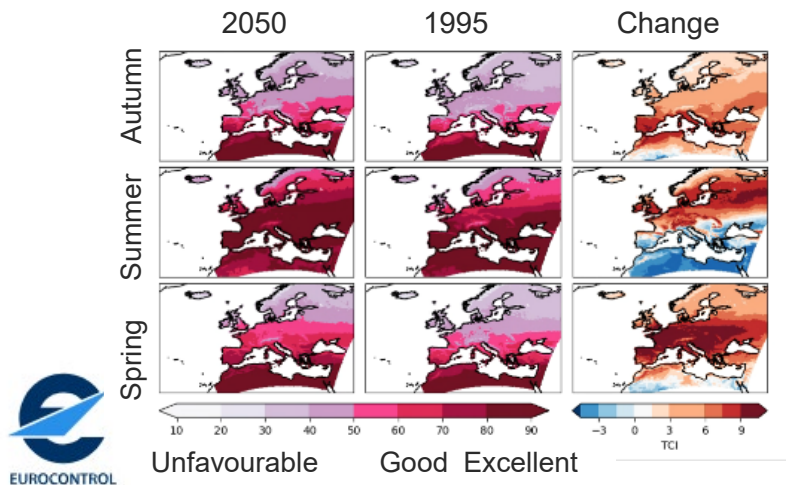 2050 1995 Change
Autumn
Summer
Spring
10 20 30 40 50 60 70 80 90
−3 0 3 6 9
TCI
Unfavourable Good Excellent
EUROCONTROL